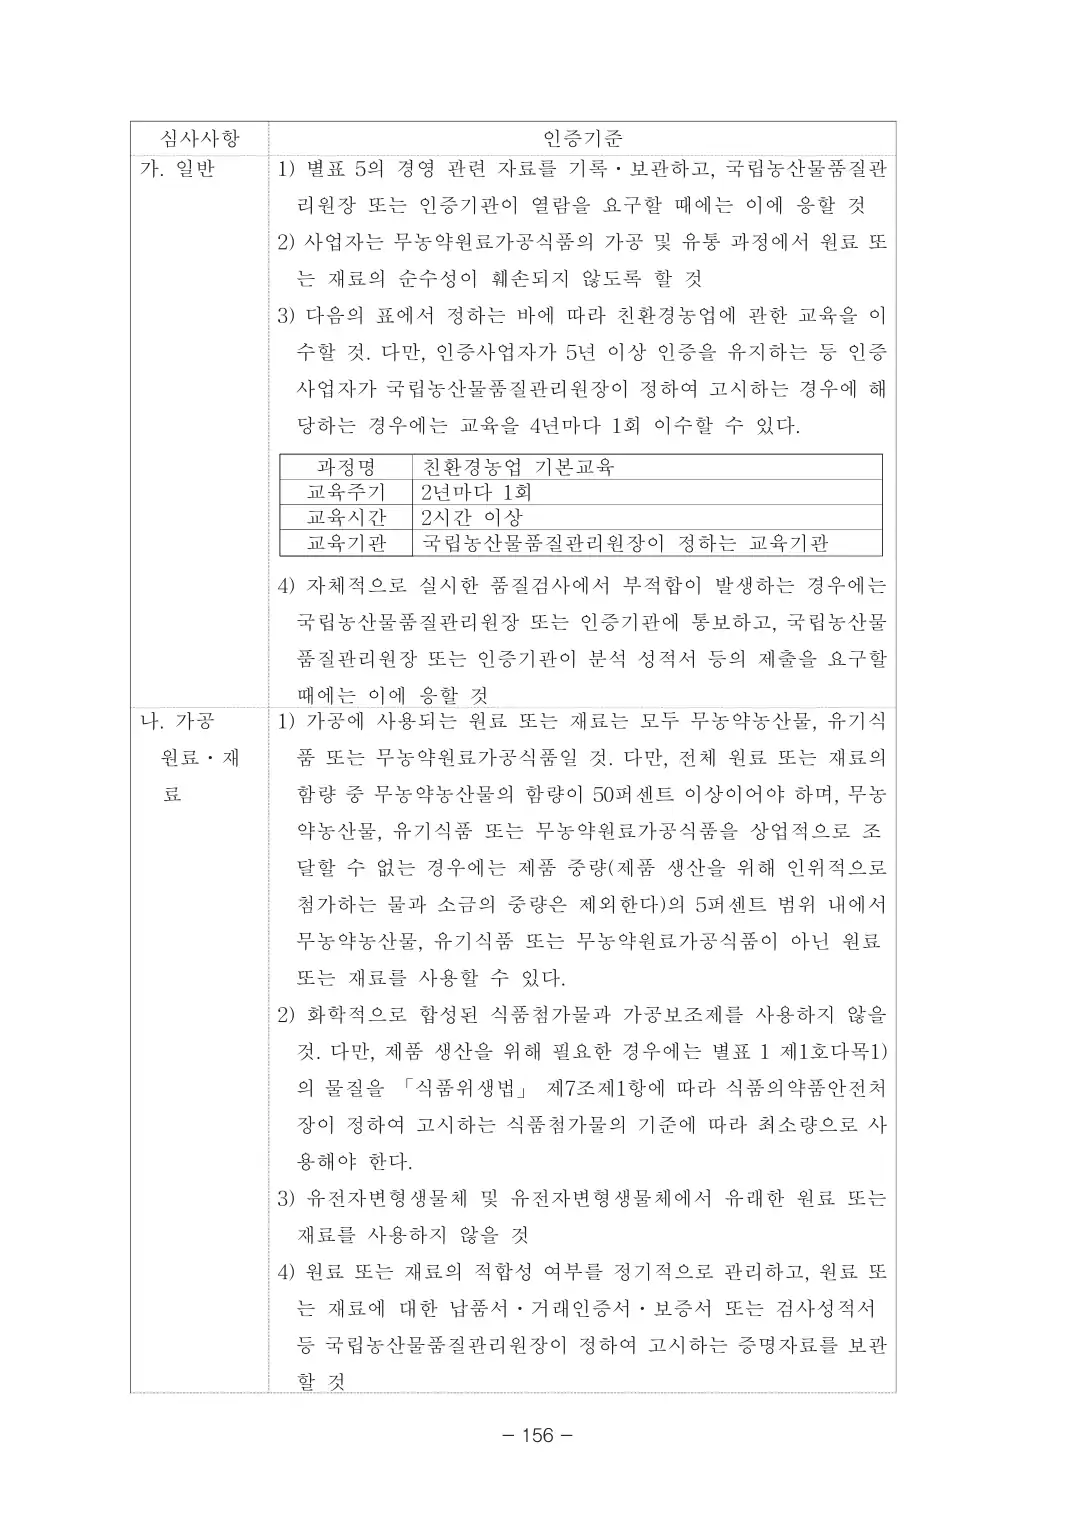 심사사항 인증기준
가. 일반 1) 별표 5의 경영 관련 자료를 기록・보관하고, 국립농산물품질관
리원장 또는 인증기관이 열람을 요구할 때에는 이에 응할 것
2) 사업자는 무농약원료가공식품의 가공 및 유통 과정에서 원료 또
는 재료의 순수성이 훼손되지 않도록 할 것
3) 다음의 표에서 정하는 바에 따라 친환경농업에 관한 교육을 이
수할 것. 다만, 인증사업자가 5년 이상 인증을 유지하는 등 인증
사업자가 국립농산물품질관리원장이 정하여 고시하는 경우에 해
당하는 경우에는 교육을 4년마다 1회 이수할 수 있다.
과정명 친환경농업 기본교육
교육주기 2년마다 1회
교육시간 2시간 이상
교육기관 국립농산물품질관리원장이 정하는 교육기관
4) 자체적으로 실시한 품질검사에서 부적합이 발생하는 경우에는
국립농산물품질관리원장 또는 인증기관에 통보하고, 국립농산물
품질관리원장 또는 인증기관이 분석 성적서 등의 제출을 요구할
때에는 이에 응할 것
나. 가공 1) 가공에 사용되는 원료 또는 재료는 모두 무농약농산물, 유기식
원료・재 품 또는 무농약원료가공식품일 것. 다만, 전체 원료 또는 재료의
료 함량 중 무농약농산물의 함량이 50퍼센트 이상이어야 하며, 무농
약농산물, 유기식품 또는 무농약원료가공식품을 상업적으로 조
달할 수 없는 경우에는 제품 중량(제품 생산을 위해 인위적으로
첨가하는 물과 소금의 중량은 제외한다)의 5퍼센트 범위 내에서
무농약농산물, 유기식품 또는 무농약원료가공식품이 아닌 원료
또는 재료를 사용할 수 있다.
2) 화학적으로 합성된 식품첨가물과 가공보조제를 사용하지 않을
것. 다만, 제품 생산을 위해 필요한 경우에는 별표 1 제1호다목1)
의 물질을 「식품위생법」 제7조제1항에 따라 식품의약품안전처
장이 정하여 고시하는 식품첨가물의 기준에 따라 최소량으로 사
용해야 한다.
3) 유전자변형생물체 및 유전자변형생물체에서 유래한 원료 또는
재료를 사용하지 않을 것
4) 원료 또는 재료의 적합성 여부를 정기적으로 관리하고, 원료 또
는 재료에 대한 납품서・거래인증서・보증서 또는 검사성적서
등 국립농산물품질관리원장이 정하여 고시하는 증명자료를 보관
할 것
- 156 -